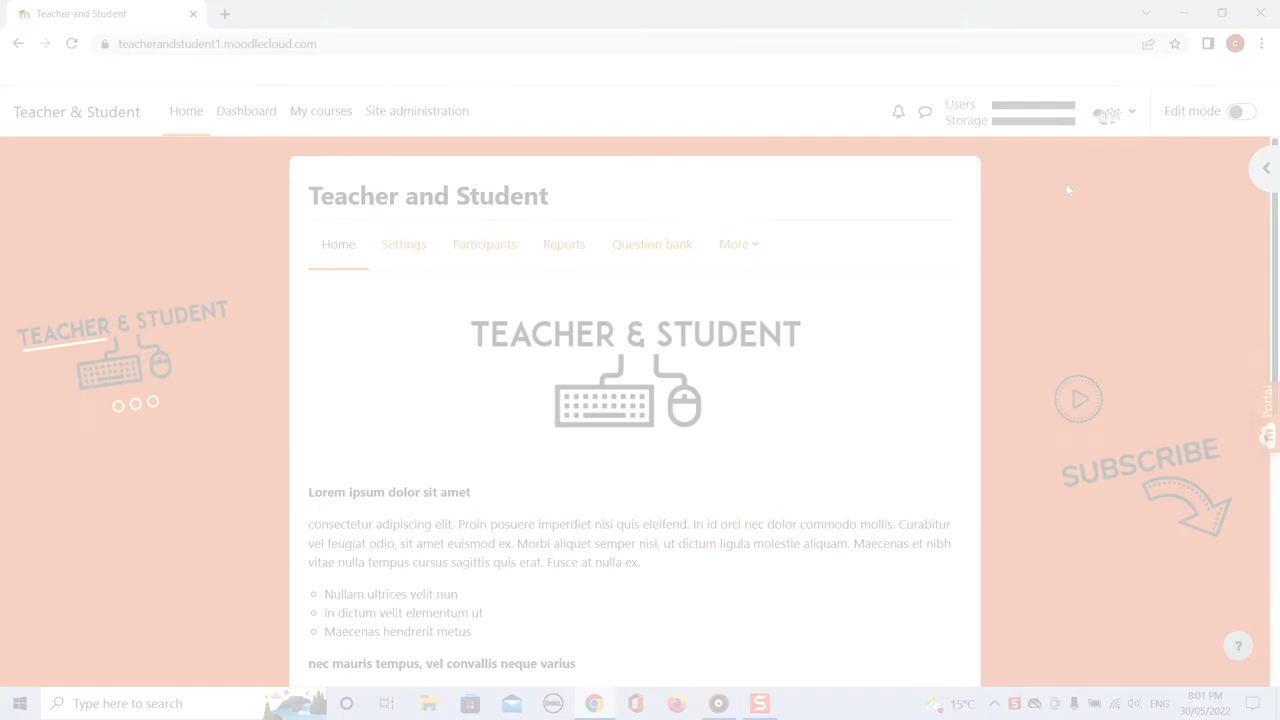 Teacher and Student
teacherandstudent1.moodlecloud.com
C
Teacher & Student Home Dashboard My courses Site administration
Users
Storage
Edit mode
Teacher and Student
Home Settings Participants Reports Question bank More
TEACHER & STUDENT
TEACHER & STUDENT
SUBSCRIBE
Portal
Lorem ipsum dolor sit amet
consectetur adipiscing elit. Proin posuere imperdiet nisi quis eleifend. In id orci nec dolor commodo mollis. Curabitur
vel feugiat odio, sit amet euismod ex. Morbi aliquet semper nisl, ut dictum ligula molestie aliquam. Maecenas et nibh
vitae nulla tempus cursus sagittis quis erat. Fusce at nulla ex.
Nullam ultrices velit nun
in dictum velit elementum ut
Maecenas hendrerit metus
nec mauris tempus, vel convallis neque varius
?
Type here to search
DELL
15°C
ENG
8:01 PM
30/05/2022